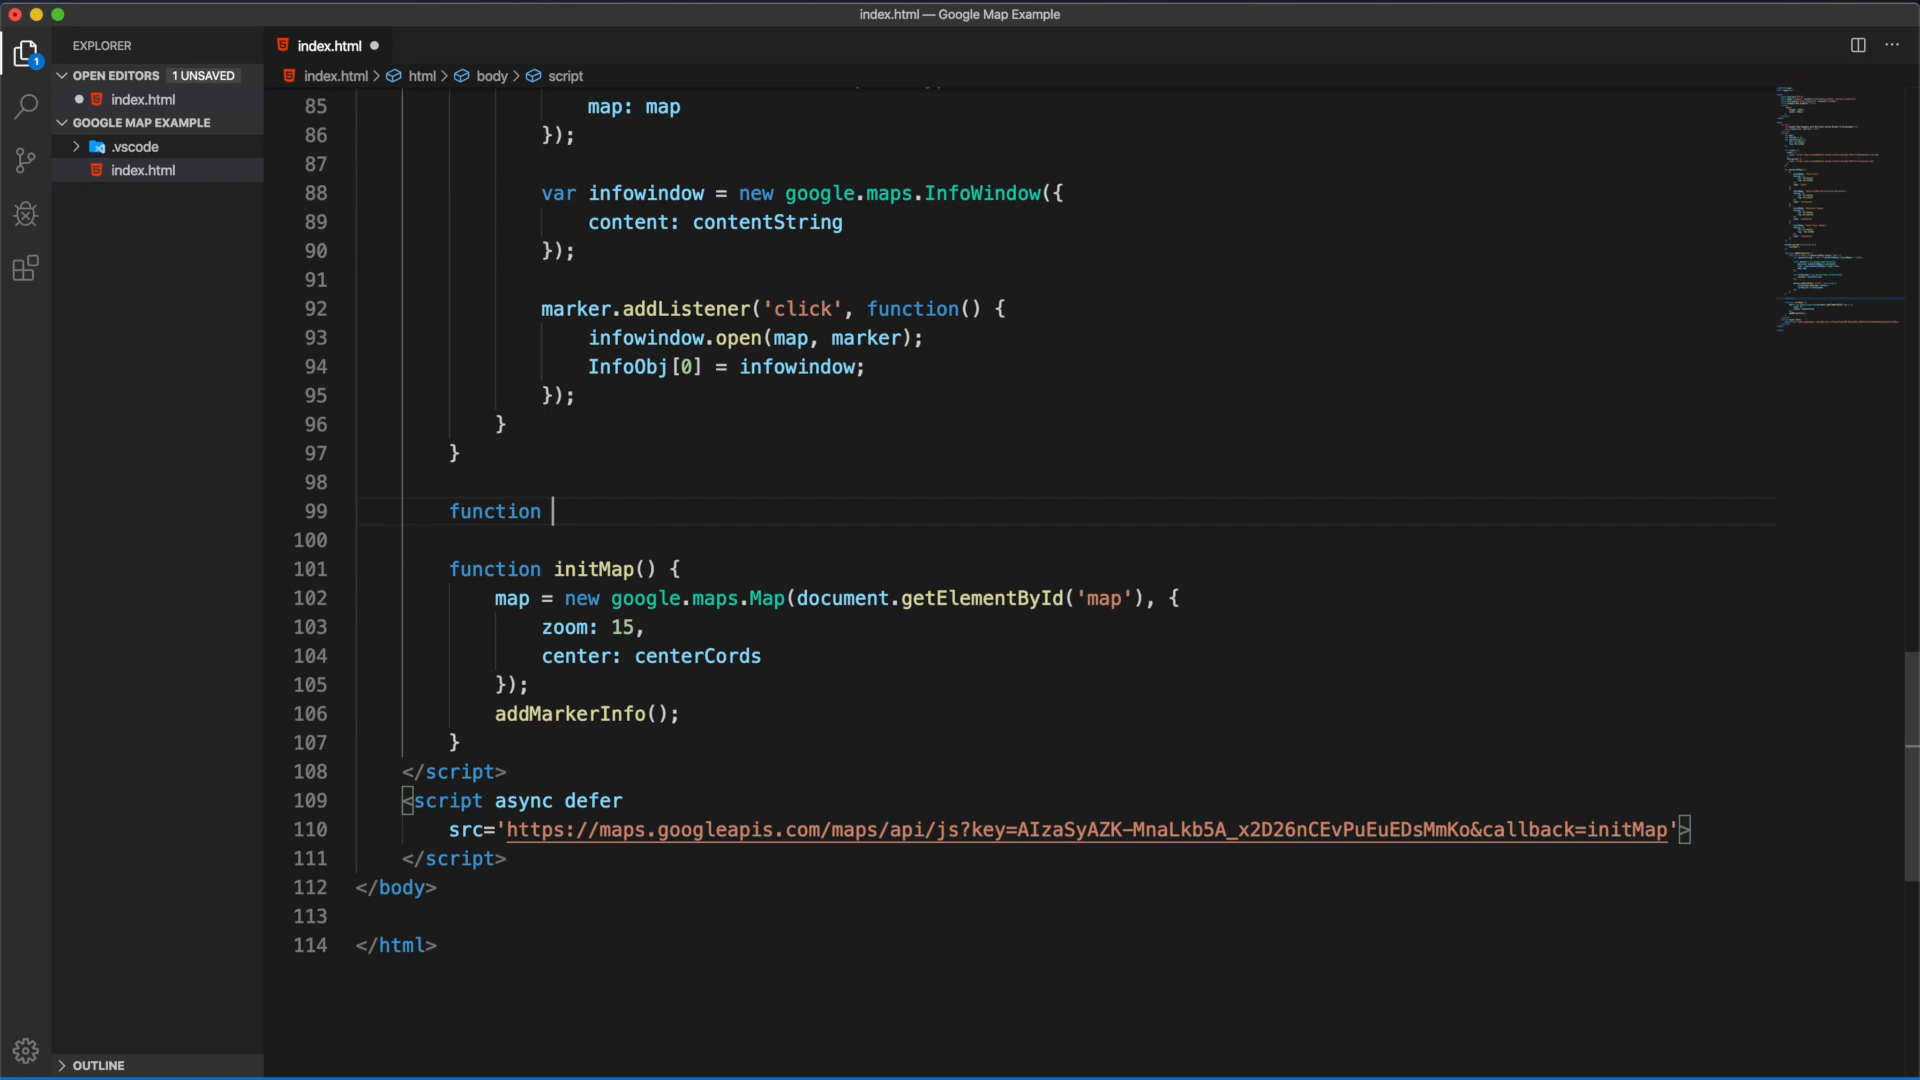 index.html — Google Map Example
EXPLORER
OPEN EDITORS 1 UNSAVED
index.html
GOOGLE MAP EXAMPLE
.vscode
index.html
OUTLINE
1
index.html
index.html > html > body > script
85 map: map
86 });
87
88 var infowindow = new google.maps.InfoWindow({
89 content: contentString
90 });
91
92 marker.addListener('click', function() {
93 infowindow.open(map, marker);
94 InfoObj[0] = infowindow;
95 });
96 }
97 }
98
99 function
100
101 function initMap() {
102 map = new google.maps.Map(document.getElementById('map'), {
103 zoom: 15,
104 center: centerCords
105 });
106 addMarkerInfo();
107 }
108 </script>
109 <script async defer
110 src='https://maps.googleapis.com/maps/api/js?key=AIzaSyAZK-MnaLkb5A_x2D26nCEvPuEuEDsMmKo&callback=initMap'>
111 </script>
112 </body>
113
114 </html>